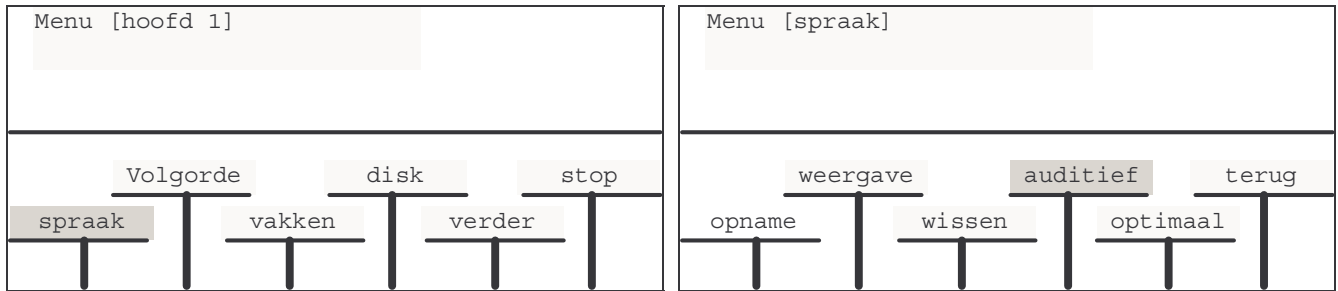 Menu [hoofd 1]
Volgorde disk stop
spraak vakken verder
Menu [spraak]
weergave auditief terug
opname wissen optimaal